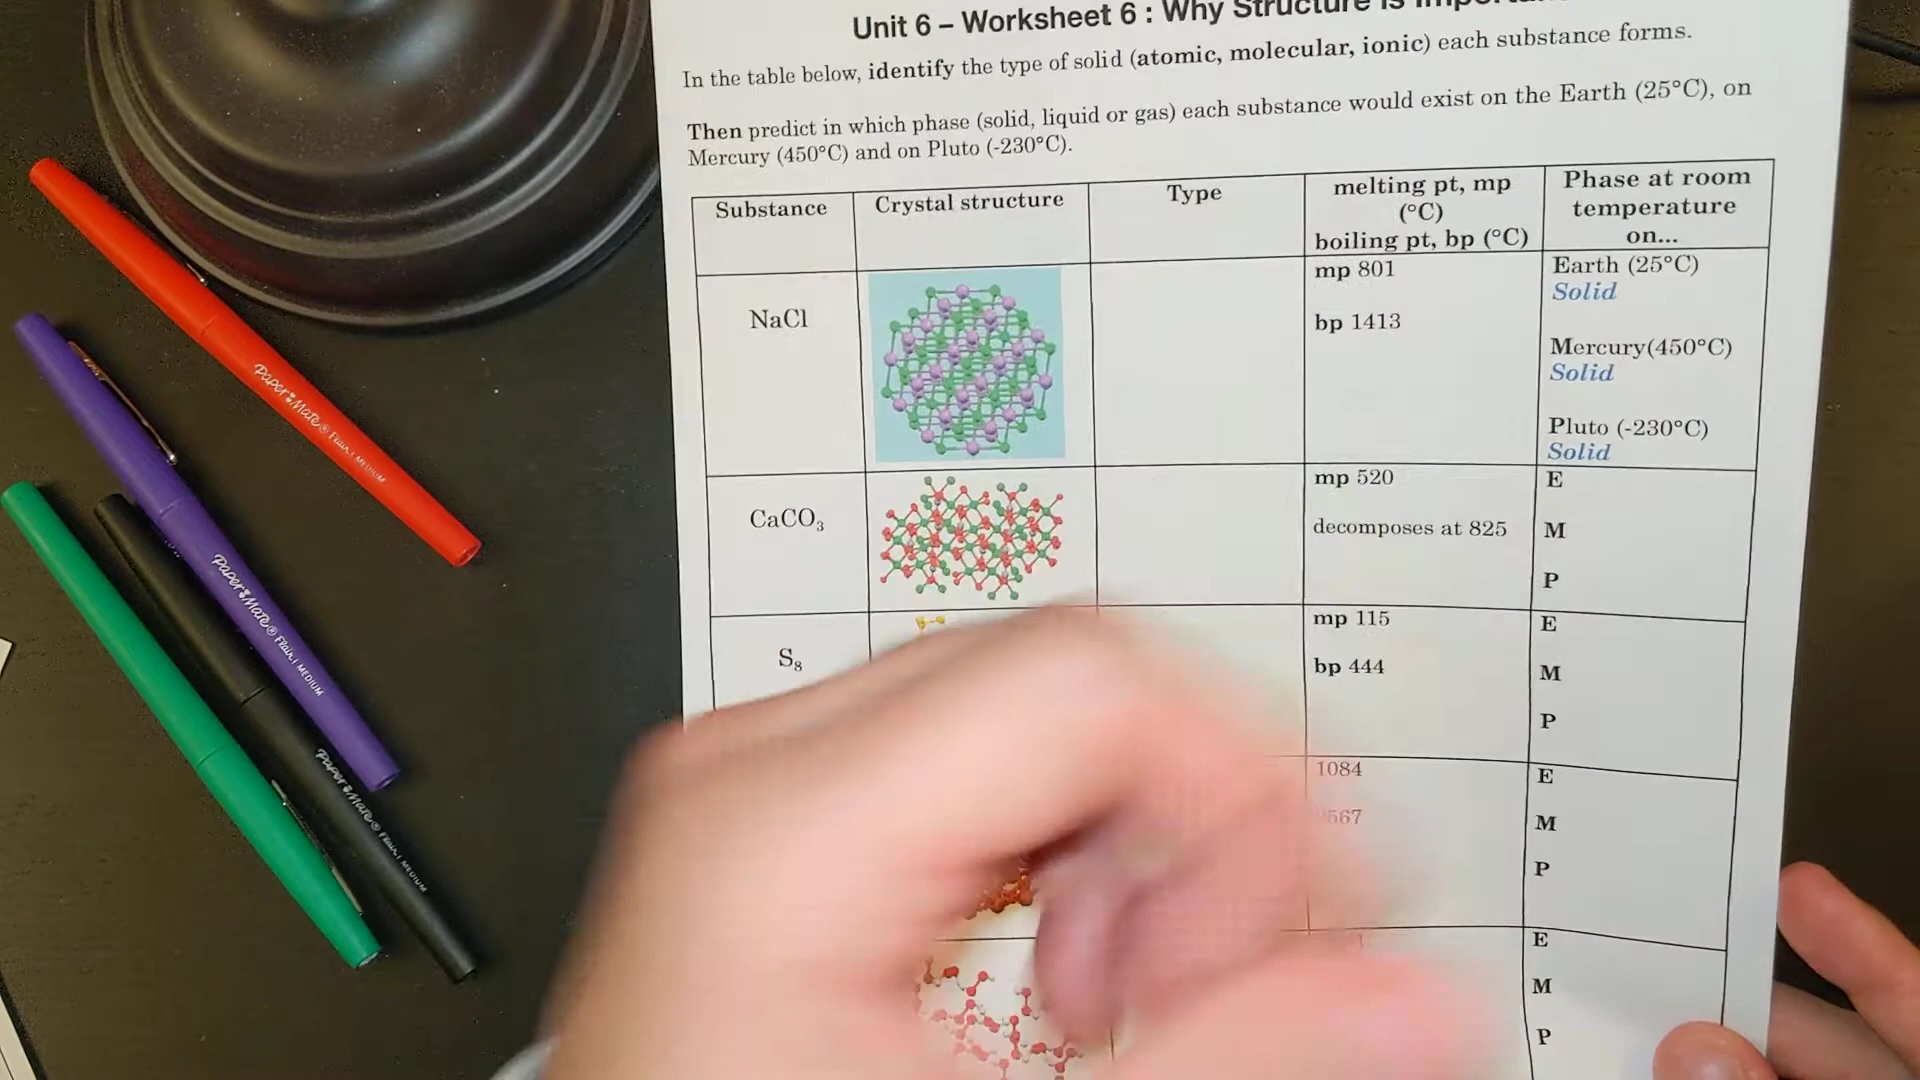 Unit 6 – Worksheet 6 : Why Structure is
In the table below, identify the type of solid (atomic, molecular, ionic) each substance forms.
Then predict in which phase (solid, liquid or gas) each substance would exist on the Earth (25°C), on
Mercury (450°C) and on Pluto (-230°C).
Substance
Crystal structure
Type
melting pt, mp
(°C)
boiling pt, bp (°C)
Phase at room
temperature
on...
NaCl
mp 801
bp 1413
Earth (25°C)
Solid
Mercury(450°C)
Solid
Pluto (-230°C)
Solid
CaCO₃
mp 520
decomposes at 825
E
M
P
S₈
mp 115
bp 444
E
M
P
1084
567
E
M
P
E
M
P
Paper Mate® Flair M MEDIUM
Paper Mate® Flair M MEDIUM
Paper Mate® Flair M MEDIUM